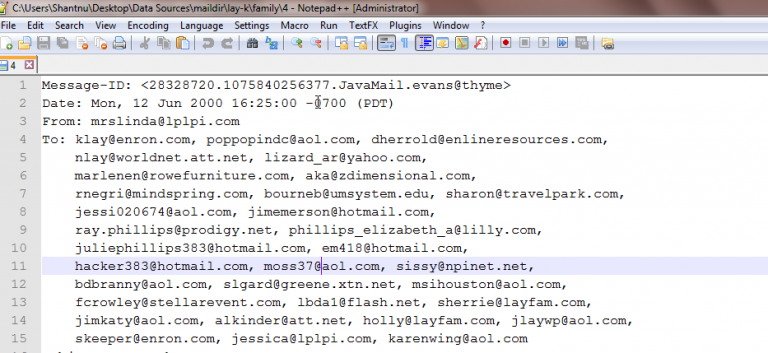 C:\Users\Shantnu\Desktop\Data Sources\maildir\lay-k\family\4 - Notepad++ [Administrator]
File Edit Search View Encoding Language Settings Macro Run TextFX Plugins Window ?
4
1 Message-ID: <28328720.1075840256377.JavaMail.evans@thyme>
2 Date: Mon, 12 Jun 2000 16:25:00 -0700 (PDT)
3 From: mrslinda@lplpi.com
4 To: klay@enron.com, poppopindc@aol.com, dherrold@enlineresources.com,
5 nlay@worldnet.att.net, lizard_ar@yahoo.com,
6 marlenen@rowefurniture.com, aka@zdimensional.com,
7 rnegri@mindspring.com, bourneb@umsystem.edu, sharon@travelpark.com,
8 jessi020674@aol.com, jimemerson@hotmail.com,
9 ray.phillips@prodigy.net, phillips_elizabeth_a@lilly.com,
10 juliephillips383@hotmail.com, em418@hotmail.com,
11 hacker383@hotmail.com, moss37@aol.com, sissy@npinet.net,
12 bdbranny@aol.com, slgard@greene.xtn.net, msihouston@aol.com,
13 fcrowley@stellarevent.com, lbda1@flash.net, sherrie@layfam.com,
14 jimkaty@aol.com, alkinder@att.net, holly@layfam.com, jlaywp@aol.com,
15 skeeper@enron.com, jessica@lplpi.com, karenwing@aol.com